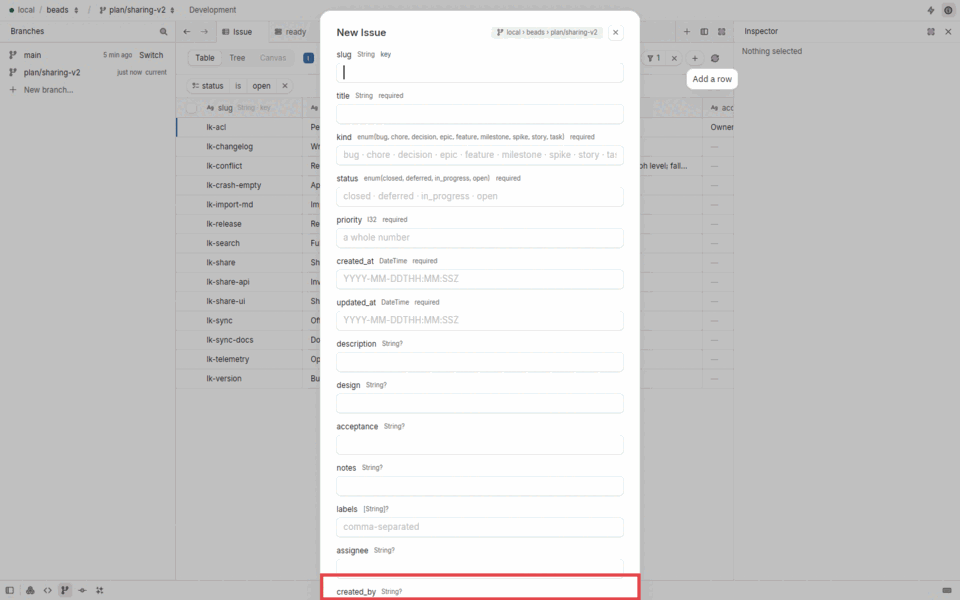 local / beads / plan/sharing-v2 Development
Branches
main 5 min ago Switch
plan/sharing-v2 just now current
New branch...
Issue ready
Table Tree Canvas
1
status is open
slug String key
lk-acl
lk-changelog
lk-conflict
lk-crash-empty
lk-import-md
lk-release
lk-search
lk-share
lk-share-api
lk-share-ui
lk-sync
lk-sync-docs
lk-telemetry
lk-version
New Issue
local › beads › plan/sharing-v2
slug String key
title String required
kind enum(bug, chore, decision, epic, feature, milestone, spike, story, task) required
bug · chore · decision · epic · feature · milestone · spike · story · ta
status enum(closed, deferred, in_progress, open) required
closed · deferred · in_progress · open
priority I32 required
a whole number
created_at DateTime required
YYYY-MM-DDTHH:MM:SSZ
updated_at DateTime required
YYYY-MM-DDTHH:MM:SSZ
description String?
design String?
acceptance String?
notes String?
labels [String]?
comma-separated
assignee String?
created_by String?
Add a row
acc
Owner
h level; fall...
Inspector
Nothing selected